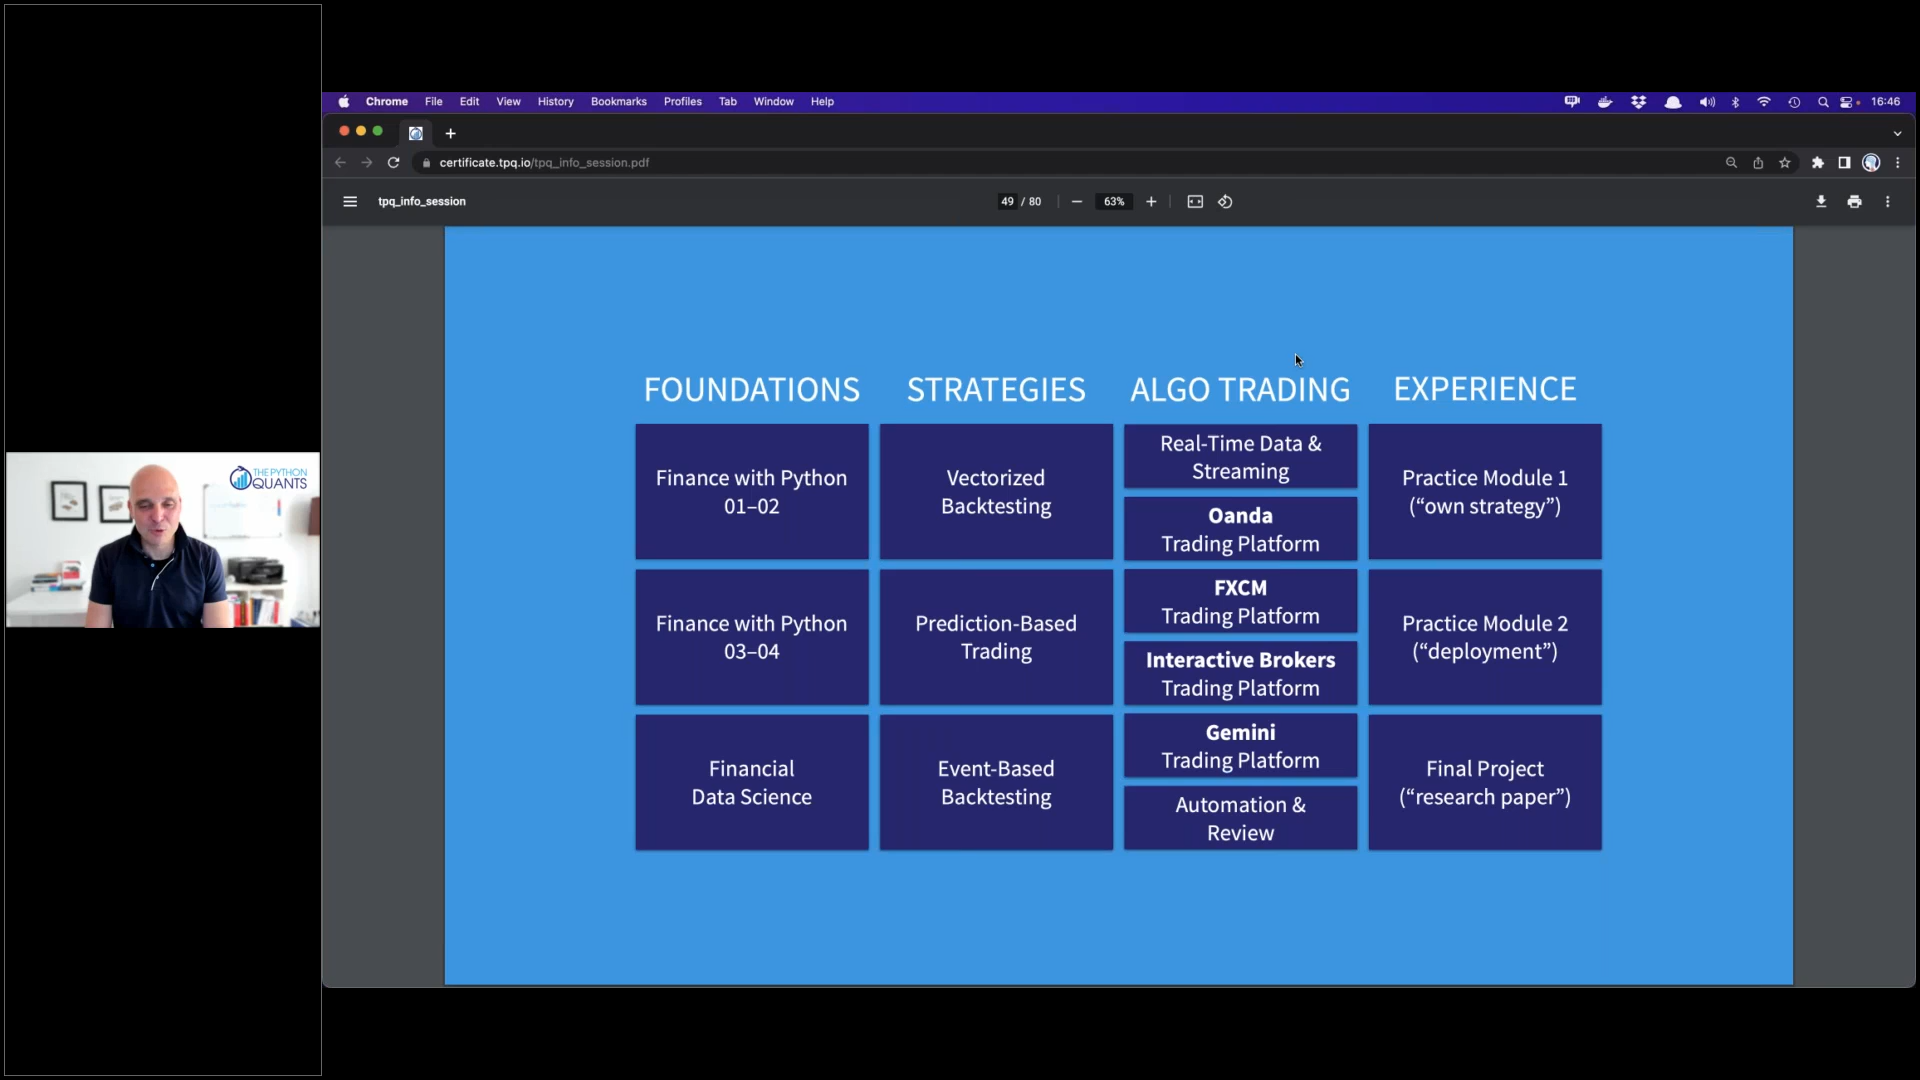 Chrome File Edit View History Bookmarks Profiles Tab Window Help 16:46
certificate.tpq.io/tpq_info_session.pdf
tpq_info_session 49 / 80 63%
THE PYTHON
QUANTS
FOUNDATIONS
Finance with Python
01–02
Finance with Python
03–04
Financial
Data Science
STRATEGIES
Vectorized
Backtesting
Prediction-Based
Trading
Event-Based
Backtesting
ALGO TRADING
Real-Time Data &
Streaming
Oanda
Trading Platform
FXCM
Trading Platform
Interactive Brokers
Trading Platform
Gemini
Trading Platform
Automation &
Review
EXPERIENCE
Practice Module 1
(“own strategy”)
Practice Module 2
(“deployment”)
Final Project
(“research paper”)